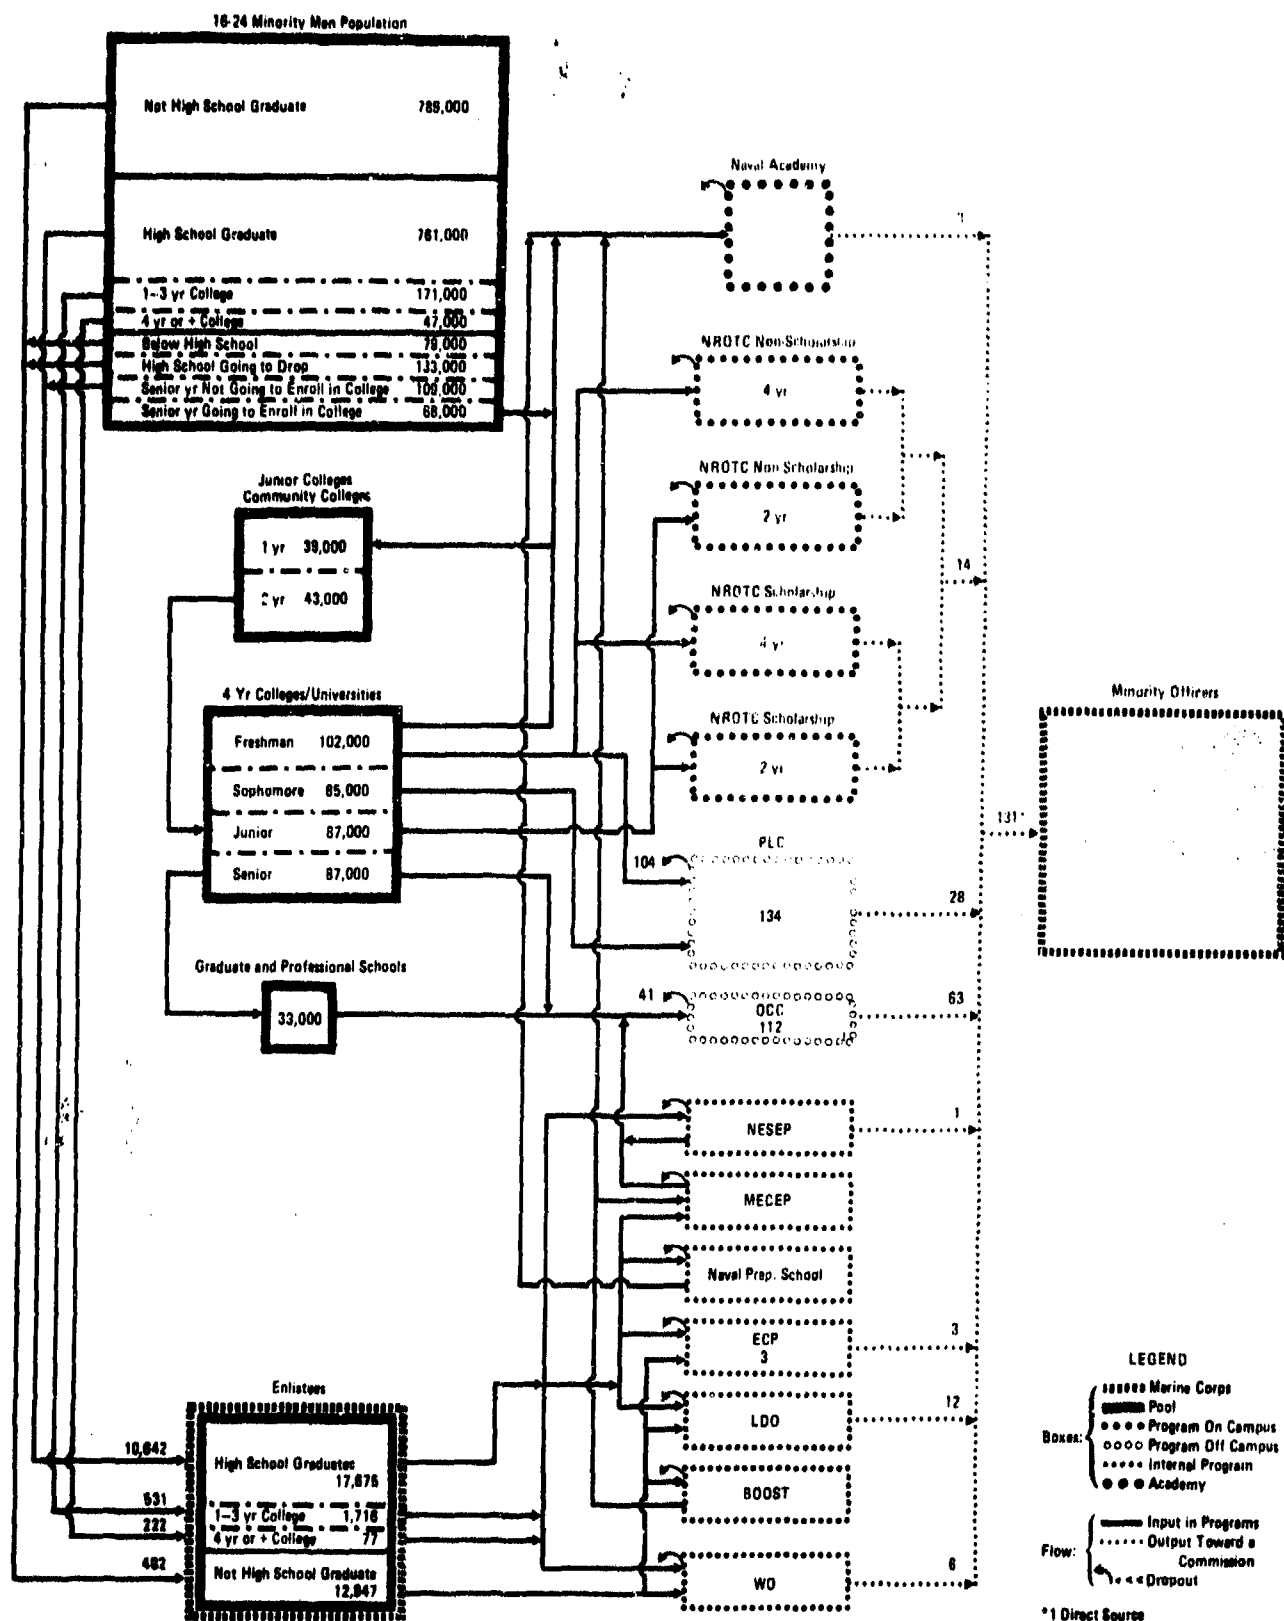 16-24 Minority Men Population
Not High School Graduate 789,000
High School Graduate 761,000
1-3 yr College 171,000
4 yr or + College 47,000
Below High School 79,000
High School Going to Drop 133,000
Senior yr Not Going to Enroll in College 109,000
Senior yr Going to Enroll in College 68,000
Junior Colleges
Community Colleges
1 yr 39,000
2 yr 43,000
4 Yr Colleges/Universities
Freshman 102,000
Sophomore 85,000
Junior 87,000
Senior 87,000
Graduate and Professional Schools
33,000
Enlistees
10,642
531
222
482
High School Graduates
17,675
1-3 yr College 1,716
4 yr or + College 77
Not High School Graduate
12,947
Naval Academy
NROTC Non-Scholarship
4 yr
NROTC Non Scholarship
2 yr
14
NROTC Scholarship
4 yr
NROTC Scholarship
2 yr
PLC
104
134
28
41
OCC
112
63
NESEP
1
MECEP
Naval Prep. School
ECP
3
3
LDO
12
BOOST
WO
6
131*
Minority Officers
LEGEND
Boxes:
Marine Corps
Pool
Program On Campus
Program Off Campus
Internal Program
Academy
Flow:
Input in Programs
Output Toward a
Commission
Dropout
*1 Direct Source